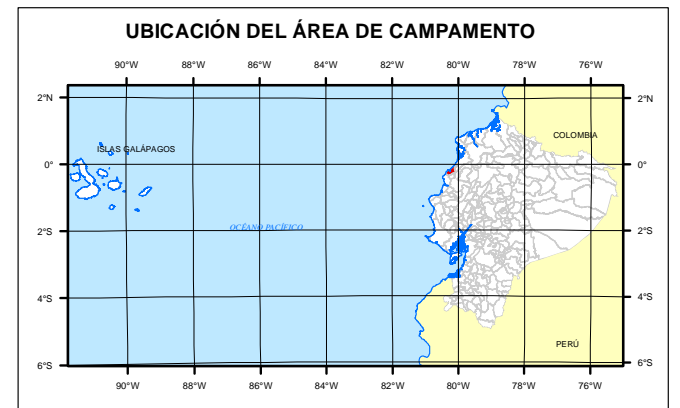 UBICACIÓN DEL ÁREA DE CAMPAMENTO
90°W 88°W 86°W 84°W 82°W 80°W 78°W 76°W
2°N 2°N
COLOMBIA
ISLAS GALÁPAGOS
0° 0°
2°S OCÉANO PACÍFICO 2°S
4°S 4°S
PERÚ
6°S 6°S
90°W 88°W 86°W 84°W 82°W 80°W 78°W 76°W